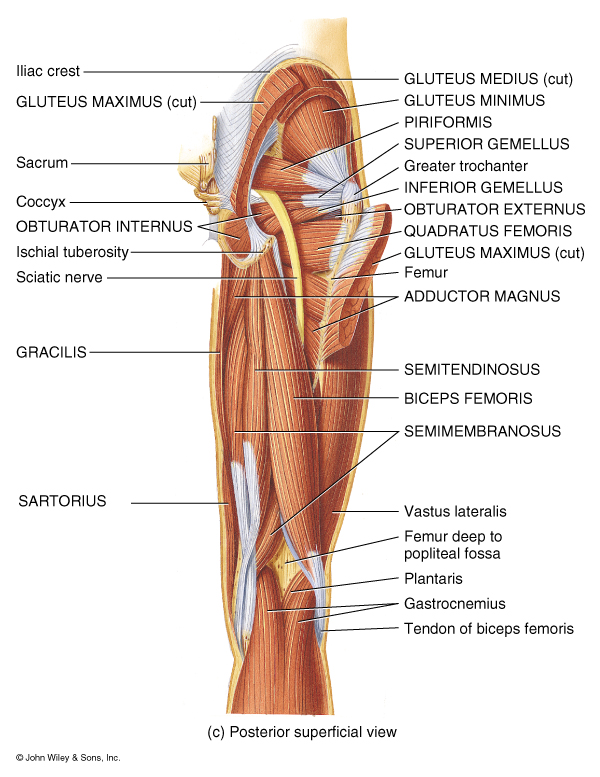 Iliac crest
GLUTEUS MAXIMUS (cut)
Sacrum
Coccyx
OBTURATOR INTERNUS
Ischial tuberosity
Sciatic nerve
GRACILIS
SARTORIUS
GLUTEUS MEDIUS (cut)
GLUTEUS MINIMUS
PIRIFORMIS
SUPERIOR GEMELLUS
Greater trochanter
INFERIOR GEMELLUS
OBTURATOR EXTERNUS
QUADRATUS FEMORIS
GLUTEUS MAXIMUS (cut)
Femur
ADDUCTOR MAGNUS
SEMITENDINOSUS
BICEPS FEMORIS
SEMIMEMBRANOSUS
Vastus lateralis
Femur deep to
popliteal fossa
Plantaris
Gastrocnemius
Tendon of biceps femoris
(c) Posterior superficial view
© John Wiley & Sons, Inc.